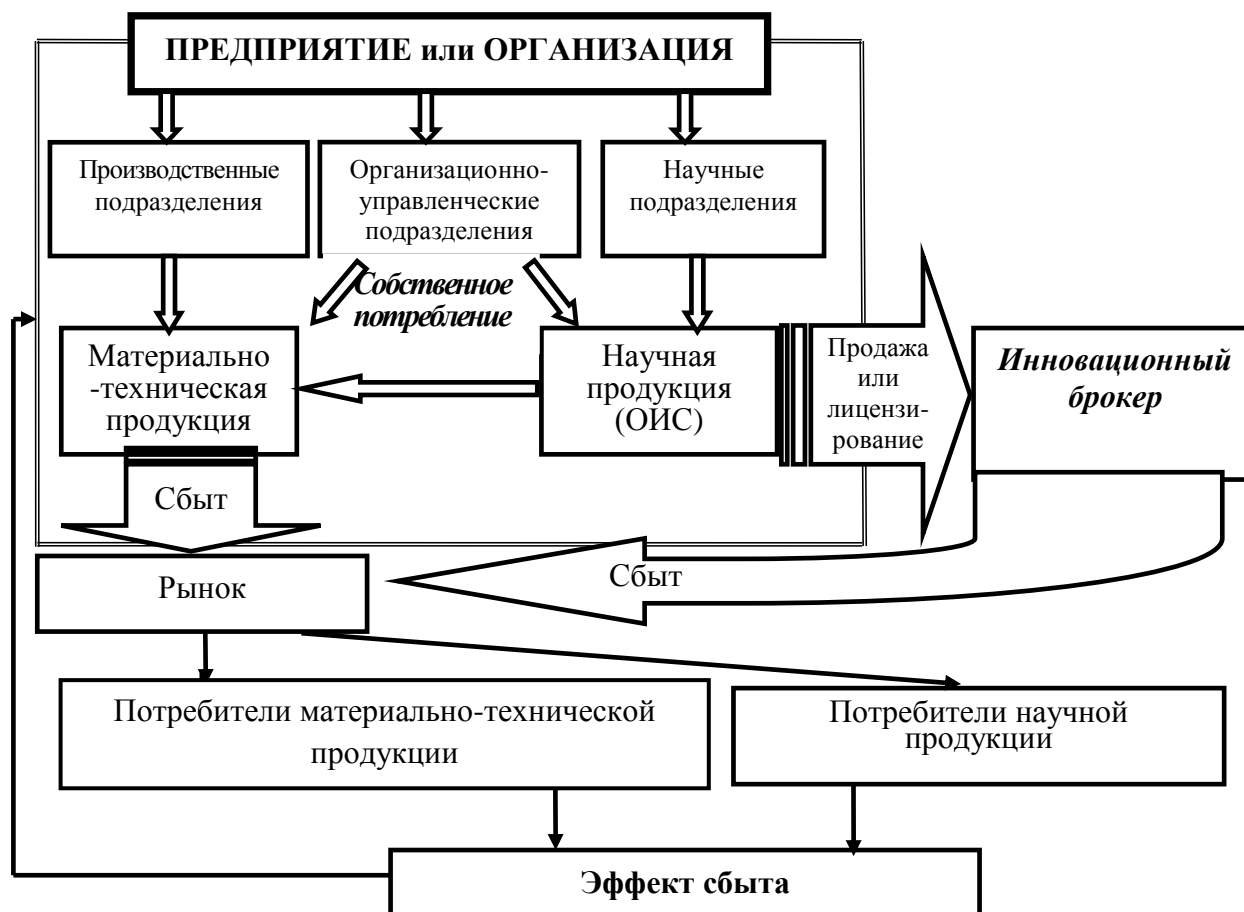 ПРЕДПРИЯТИЕ или ОРГАНИЗАЦИЯ
Производственные
подразделения
Организационно-
управленческие
подразделения
Научные
подразделения
Собственное
потребление
Материально
-техническая
продукция
Научная
продукция
(ОИС)
Продажа
или
лицензи-
рование
Инновационный
брокер
Сбыт
Сбыт
Рынок
Потребители материально-технической
продукции
Потребители научной
продукции
Эффект сбыта